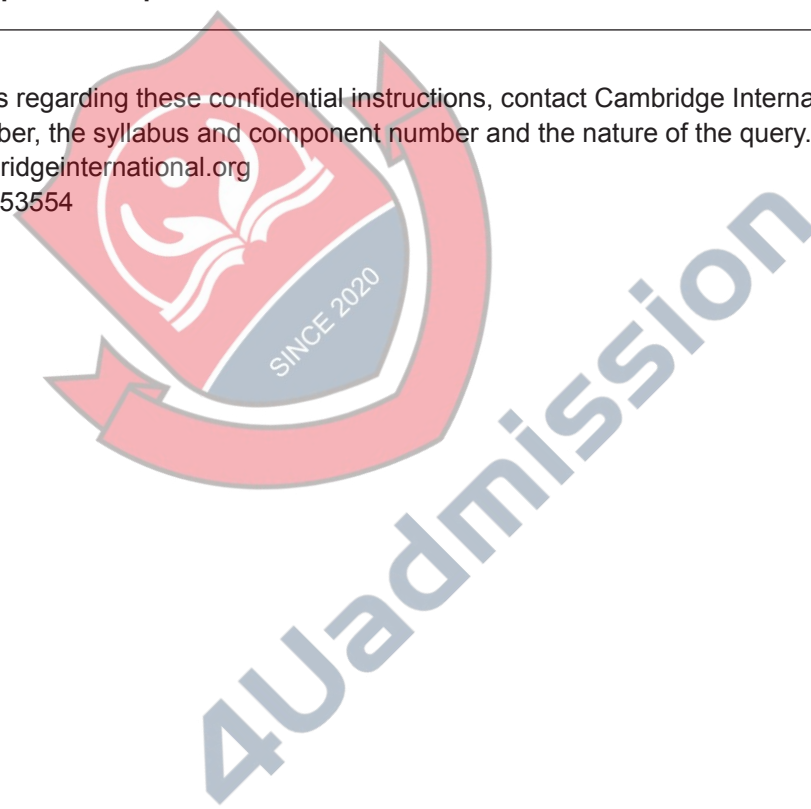 s regarding these confidential instructions, contact Cambridge Interna
ber, the syllabus and component number and the nature of the query.
ridgeinternational.org
53554
SINCE 2020
4Uadmission